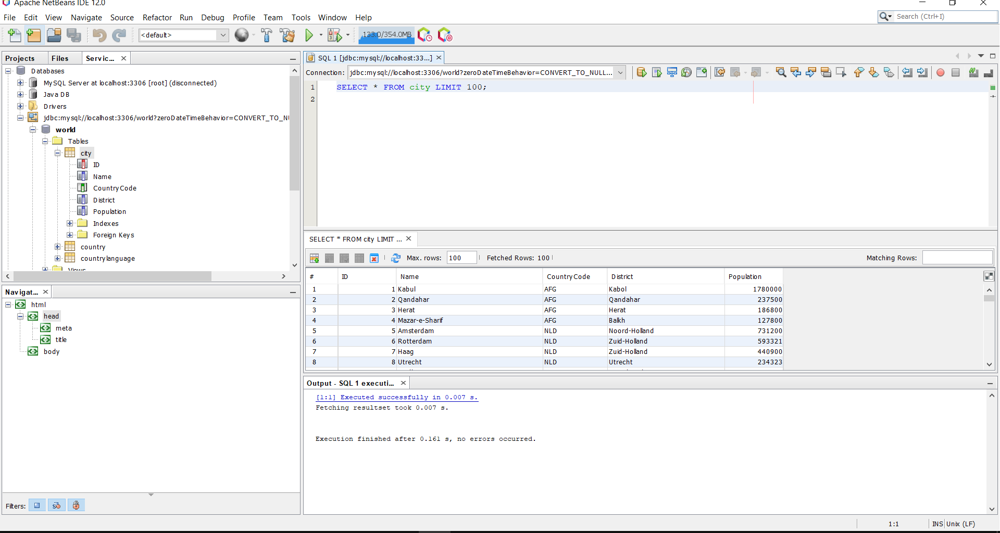 Apache NetBeans IDE 12.0
File Edit View Navigate Source Refactor Run Debug Profile Team Tools Window Help
Search (Ctrl+I)
<default>
133.0/354.0MB
Projects Files Servic...
Databases
MySQL Server at localhost:3306 [root] (disconnected)
Java DB
Drivers
jdbc:mysql://localhost:3306/world?zeroDateTimeBehavior=CONVERT_TO_NU
world
Tables
city
ID
Name
CountryCode
District
Population
Indexes
Foreign Keys
country
countrylanguage
Views
Navigat...
html
head
meta
title
body
Filters:
SQL 1 [jdbc:mysql://localhost:33...]
Connection: jdbc:mysql://localhost:3306/world?zeroDateTimeBehavior=CONVERT_TO_NULL...
1 SELECT * FROM city LIMIT 100;
2
SELECT * FROM city LIMIT ...
Max. rows: 100 Fetched Rows: 100 Matching Rows:
# ID Name CountryCode District Population
1 1 Kabul AFG Kabol 1780000
2 2 Qandahar AFG Qandahar 237500
3 3 Herat AFG Herat 186800
4 4 Mazar-e-Sharif AFG Balkh 127800
5 5 Amsterdam NLD Noord-Holland 731200
6 6 Rotterdam NLD Zuid-Holland 593321
7 7 Haag NLD Zuid-Holland 440900
8 8 Utrecht NLD Utrecht 234323
Output - SQL 1 executi...
[1:1] Executed successfully in 0.007 s.
Fetching resultset took 0.007 s.
Execution finished after 0.161 s, no errors occurred.
1:1 INS Unix (LF)